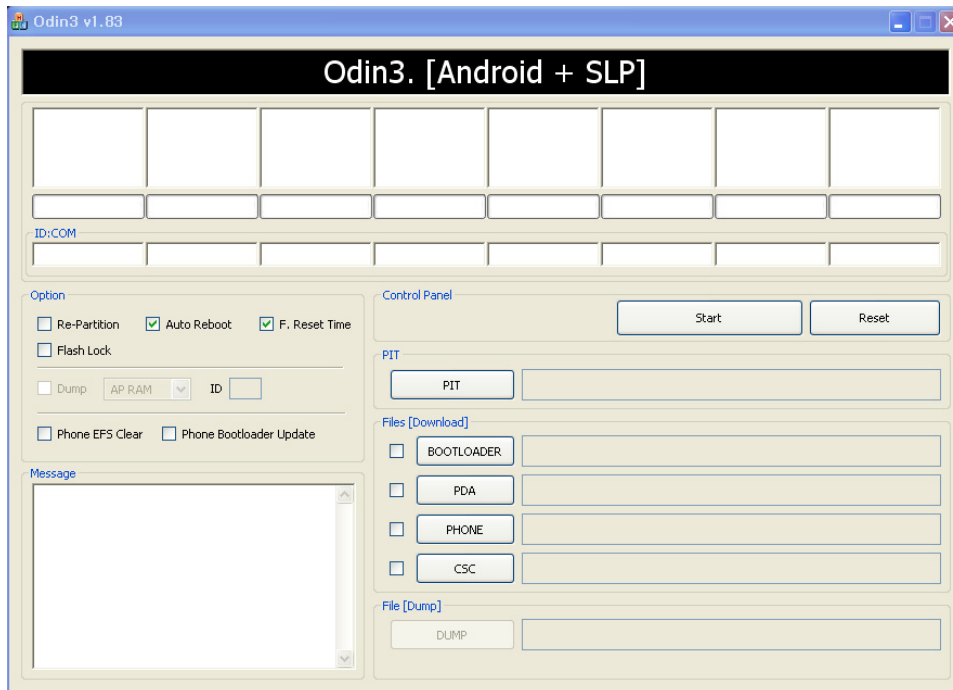 Odin3 v1.83
Odin3. [Android + SLP]
ID:COM
Option
Re-Partition Auto Reboot F. Reset Time
Flash Lock
Dump AP RAM ID
Phone EFS Clear Phone Bootloader Update
Message
Control Panel
Start Reset
PIT
PIT
Files [Download]
BOOTLOADER
PDA
PHONE
CSC
File [Dump]
DUMP